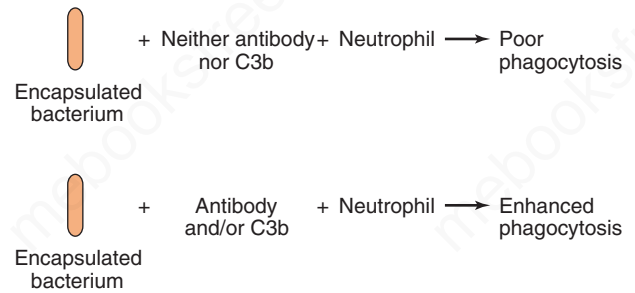 + Neither antibody + Neutrophil → Poor
nor C3b phagocytosis
Encapsulated
bacterium
+ Antibody + Neutrophil → Enhanced
and/or C3b phagocytosis
Encapsulated
bacterium